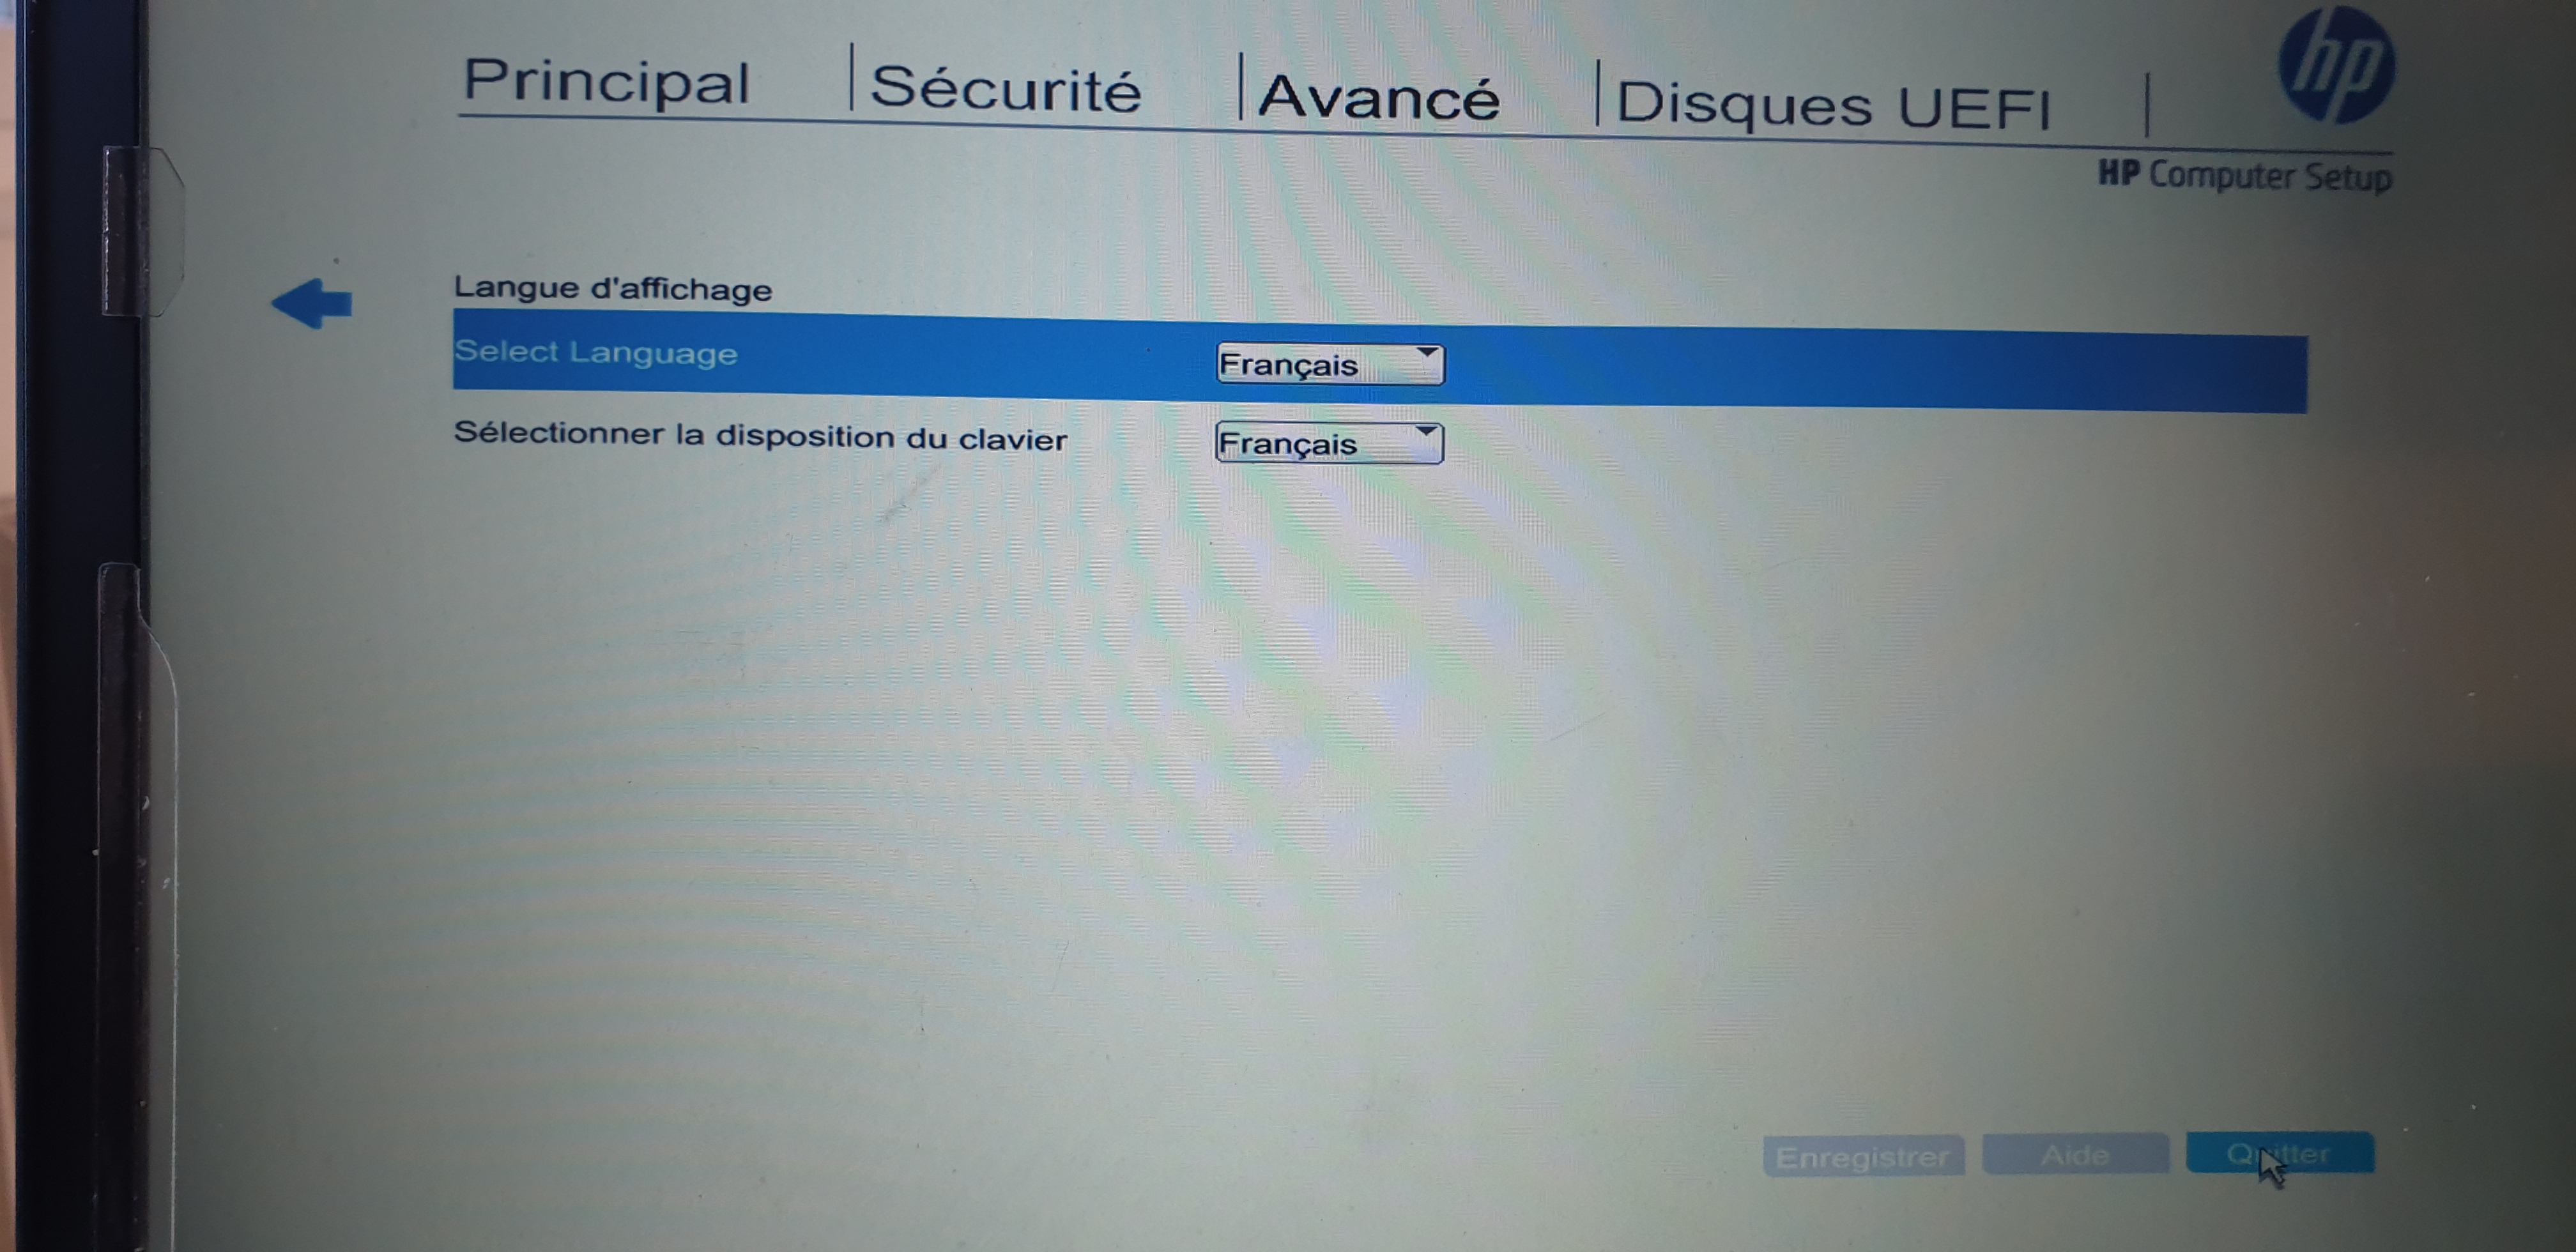 Principal
Sécurité
Avancé
Disques UEFI
hp
HP Computer Setup
Langue d'affichage
Select Language
Français
Sélectionner la disposition du clavier
Français
Enregistrer
Aide
Quitter